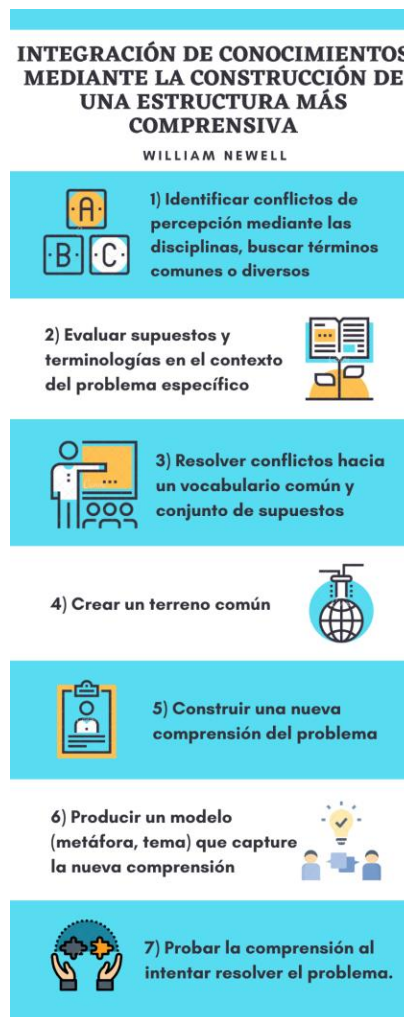 INTEGRACIÓN DE CONOCIMIENTOS
MEDIANTE LA CONSTRUCCIÓN DE
UNA ESTRUCTURA MÁS
COMPRENSIVA
WILLIAM NEWELL
A
B C
1) Identificar conflictos de
percepción mediante las
disciplinas, buscar términos
comunes o diversos
2) Evaluar supuestos y
terminologías en el contexto
del problema específico
3) Resolver conflictos hacia
un vocabulario común y
conjunto de supuestos
4) Crear un terreno común
5) Construir una nueva
comprensión del problema
6) Producir un modelo
(metáfora, tema) que capture
la nueva comprensión
7) Probar la comprensión al
intentar resolver el problema.